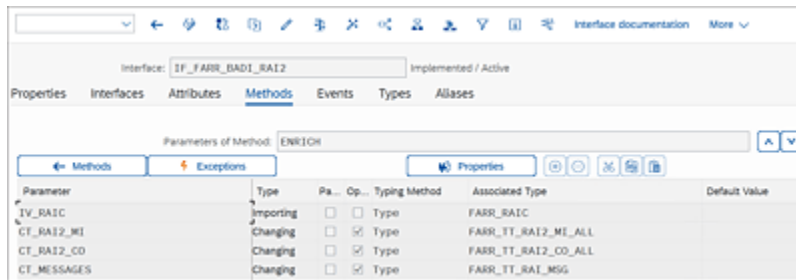 Interface documentation More
Interface: IF_FARR_BADI_RAI2 Implemented / Active
Properties Interfaces Attributes Methods Events Types Aliases
Parameters of Method: ENRICH
Methods Exceptions Properties
Parameter Type Pa... Op... Typing Method Associated Type Default Value
IV_RAIC Importing Type FARR_RAIC
CT_RAI2_MI Changing Type FARR_TT_RAI2_MI_ALL
CT_RAI2_CO Changing Type FARR_TT_RAI2_CO_ALL
CT_MESSAGES Changing Type FARR_TT_RAI_MSG